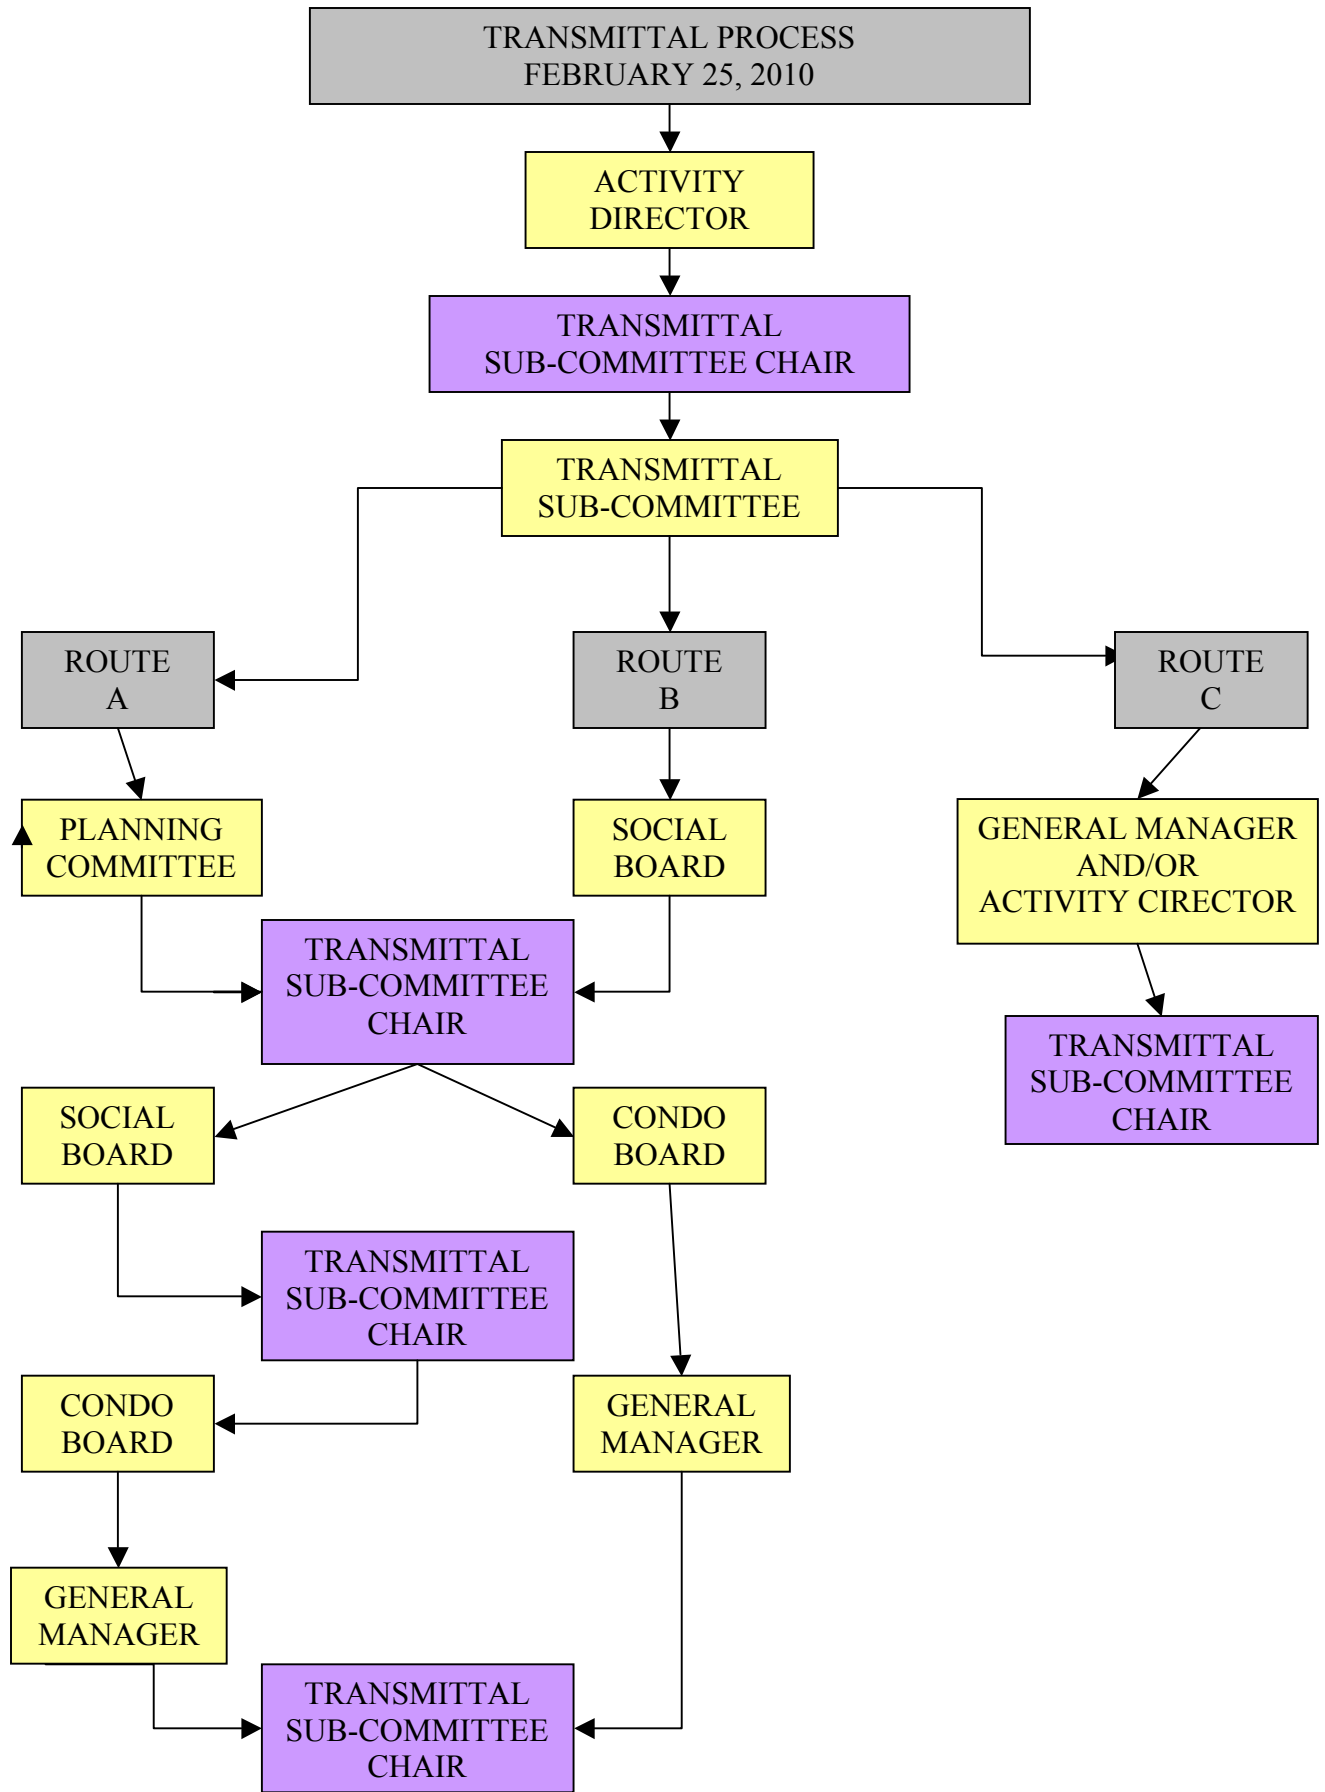 TRANSMITTAL PROCESS
FEBRUARY 25, 2010
ACTIVITY
DIRECTOR
TRANSMITTAL
SUB-COMMITTEE CHAIR
TRANSMITTAL
SUB-COMMITTEE
ROUTE
A
ROUTE
B
ROUTE
C
PLANNING
COMMITTEE
SOCIAL
BOARD
GENERAL MANAGER
AND/OR
ACTIVITY CIRECTOR
TRANSMITTAL
SUB-COMMITTEE
CHAIR
TRANSMITTAL
SUB-COMMITTEE
CHAIR
SOCIAL
BOARD
CONDO
BOARD
TRANSMITTAL
SUB-COMMITTEE
CHAIR
CONDO
BOARD
GENERAL
MANAGER
GENERAL
MANAGER
TRANSMITTAL
SUB-COMMITTEE
CHAIR